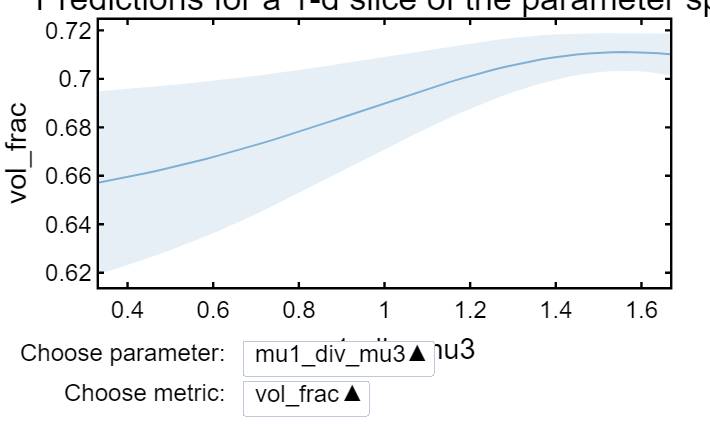 Predictions for a 1-d slice of the parameter sp
0.72
0.7
0.68
0.66
0.64
0.62
vol_frac
0.4 0.6 0.8 1 1.2 1.4 1.6
mu3
Choose parameter: mu1_div_mu3▲
Choose metric: vol_frac▲